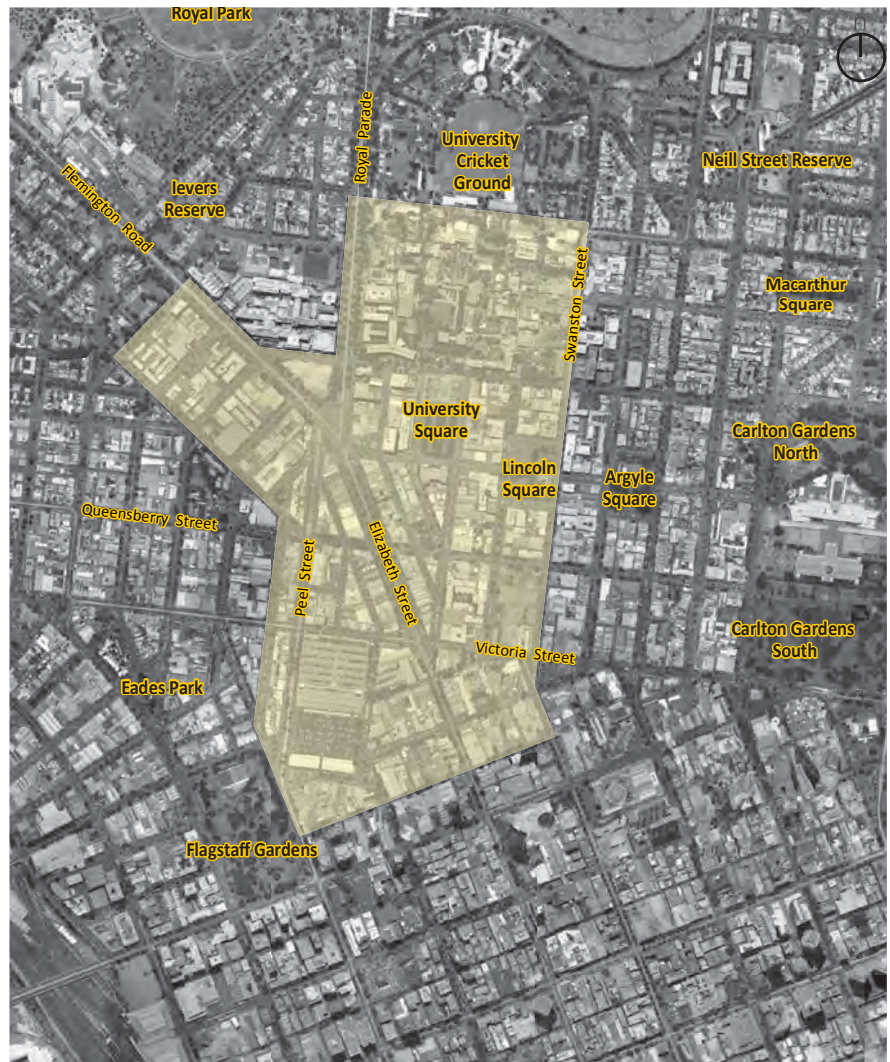 Royal Park
Royal Parade
University
Cricket
Ground
Neill Street Reserve
Ievers
Reserve
Flemington Road
Swanston Street
Macarthur
Square
University
Square
Carlton Gardens
North
Lincoln
Square
Argyle
Square
Queensberry Street
Peel Street
Elizabeth Street
Victoria Street
Carlton Gardens
South
Eades Park
Flagstaff Gardens